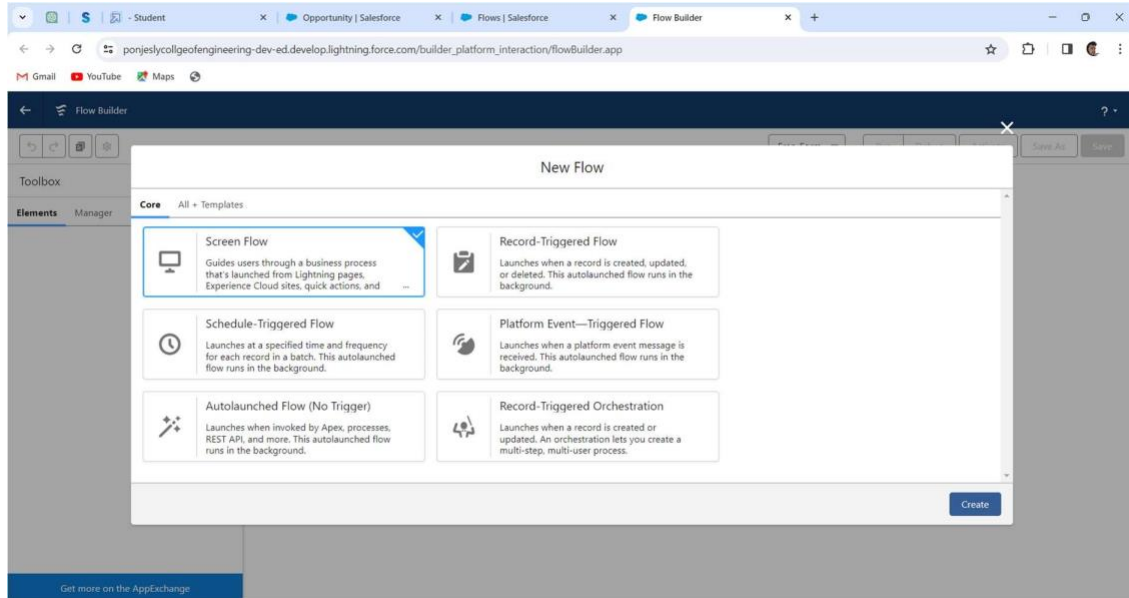 S
- Student
Opportunity | Salesforce
Flows | Salesforce
Flow Builder
ponjeslycollgeofengineering-dev-ed.develop.lightning.force.com/builder_platform_interaction/flowBuilder.app
Gmail
YouTube
Maps
Flow Builder
?
Save As
Save
New Flow
Toolbox
Elements
Manager
Core
All + Templates
Screen Flow
Guides users through a business process
that's launched from Lightning pages,
Experience Cloud sites, quick actions, and ...
Record-Triggered Flow
Launches when a record is created, updated,
or deleted. This autolaunched flow runs in the
background.
Schedule-Triggered Flow
Launches at a specified time and frequency
for each record in a batch. This autolaunched
flow runs in the background.
Platform Event—Triggered Flow
Launches when a platform event message is
received. This autolaunched flow runs in the
background.
Autolaunched Flow (No Trigger)
Launches when invoked by Apex, processes,
REST API, and more. This autolaunched flow
runs in the background.
Record-Triggered Orchestration
Launches when a record is created or
updated. An orchestration lets you create a
multi-step, multi-user process.
Create
Get more on the AppExchange